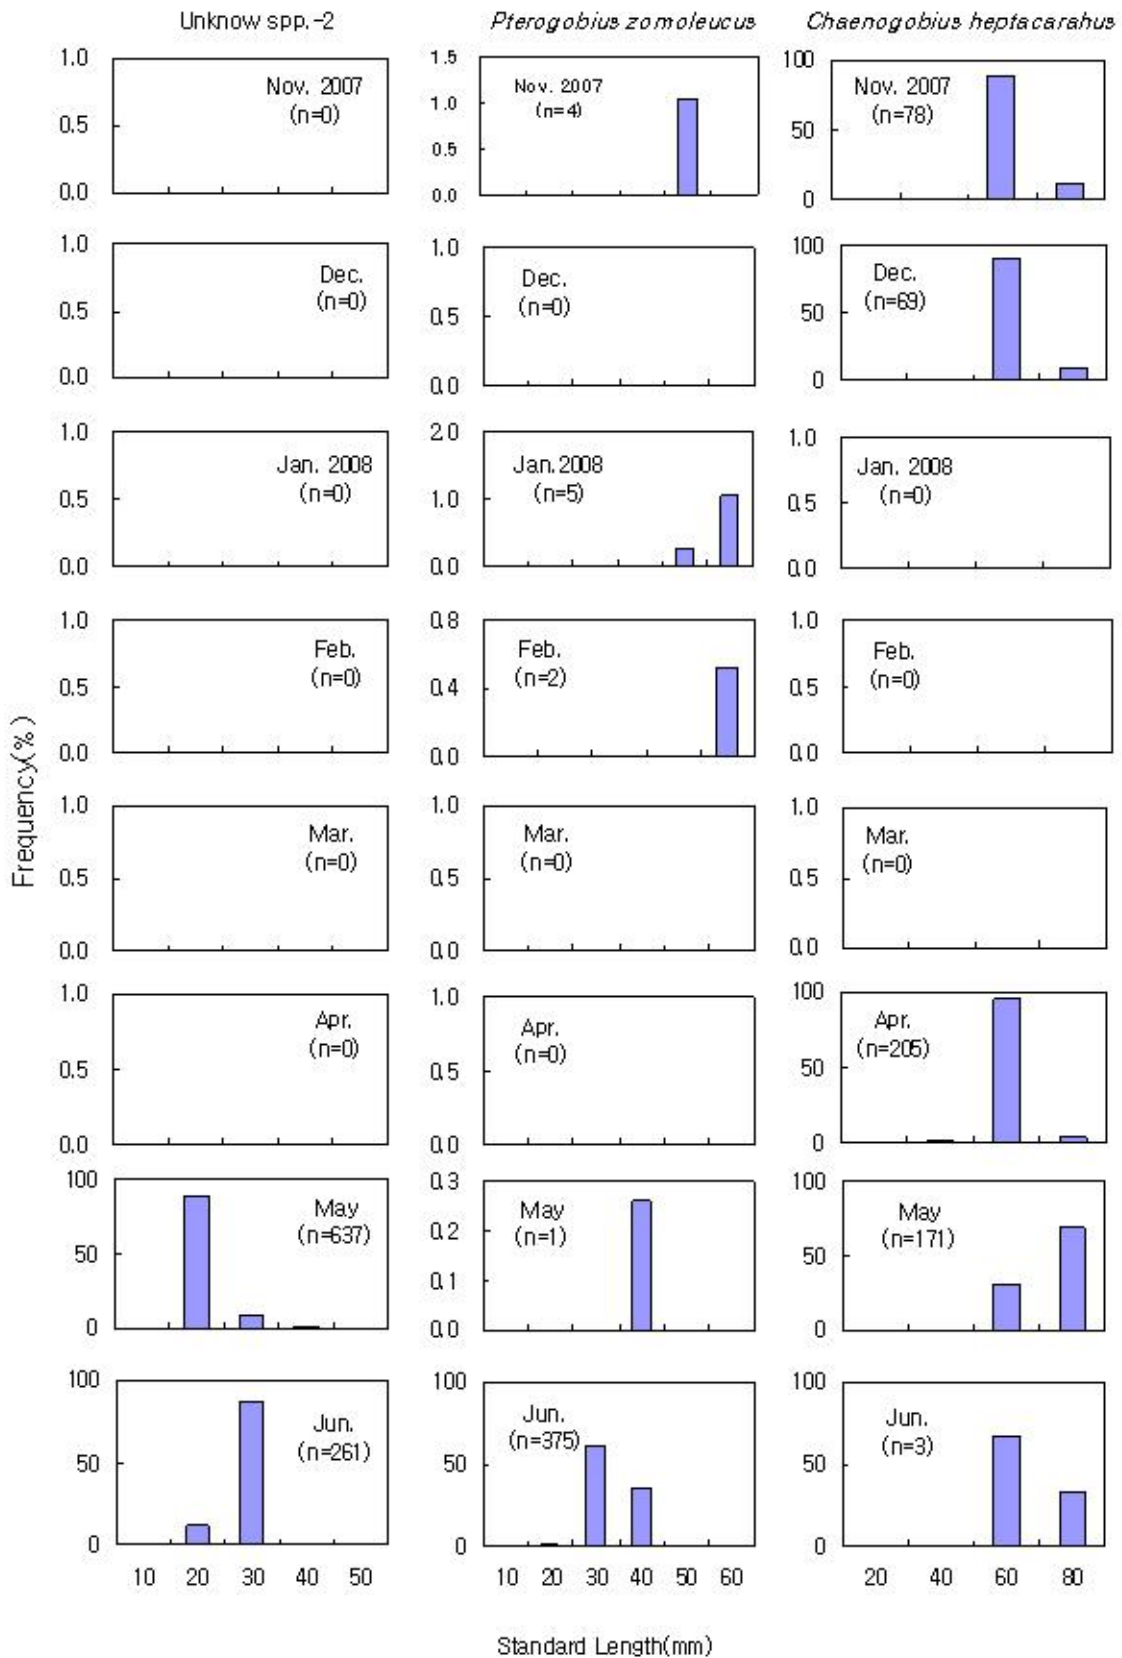 Unknow spp.-2
Pterogobius zomoleucus
Chaenogobius heptacarahus
1.0
0.5
0.0
Nov. 2007
(n=0)
1.5
1.0
0.5
0.0
Nov. 2007
(n=4)
100
50
0
Nov. 2007
(n=78)
1.0
0.5
0.0
Dec.
(n=0)
1.0
0.5
0.0
Dec.
(n=0)
100
50
0
Dec.
(n=69)
1.0
0.5
0.0
Jan. 2008
(n=0)
2.0
1.0
0.0
Jan.2008
(n=5)
1.0
0.5
0.0
Jan. 2008
(n=0)
1.0
0.5
0.0
Feb.
(n=0)
0.8
0.4
0.0
Feb.
(n=2)
1.0
0.5
0.0
Feb.
(n=0)
Frequency(%)
1.0
0.5
0.0
Mar.
(n=0)
1.0
0.5
0.0
Mar.
(n=0)
1.0
0.5
0.0
Mar.
(n=0)
1.0
0.5
0.0
Apr.
(n=0)
1.0
0.5
0.0
Apr.
(n=0)
100
50
0
Apr.
(n=205)
100
50
0
May
(n=637)
0.3
0.2
0.1
0.0
May
(n=1)
100
50
0
May
(n=171)
100
50
0
Jun.
(n=261)
100
50
0
Jun.
(n=375)
100
50
0
Jun.
(n=3)
10 20 30 40 50
10 20 30 40 50 60
20 40 60 80
Standard Length(mm)